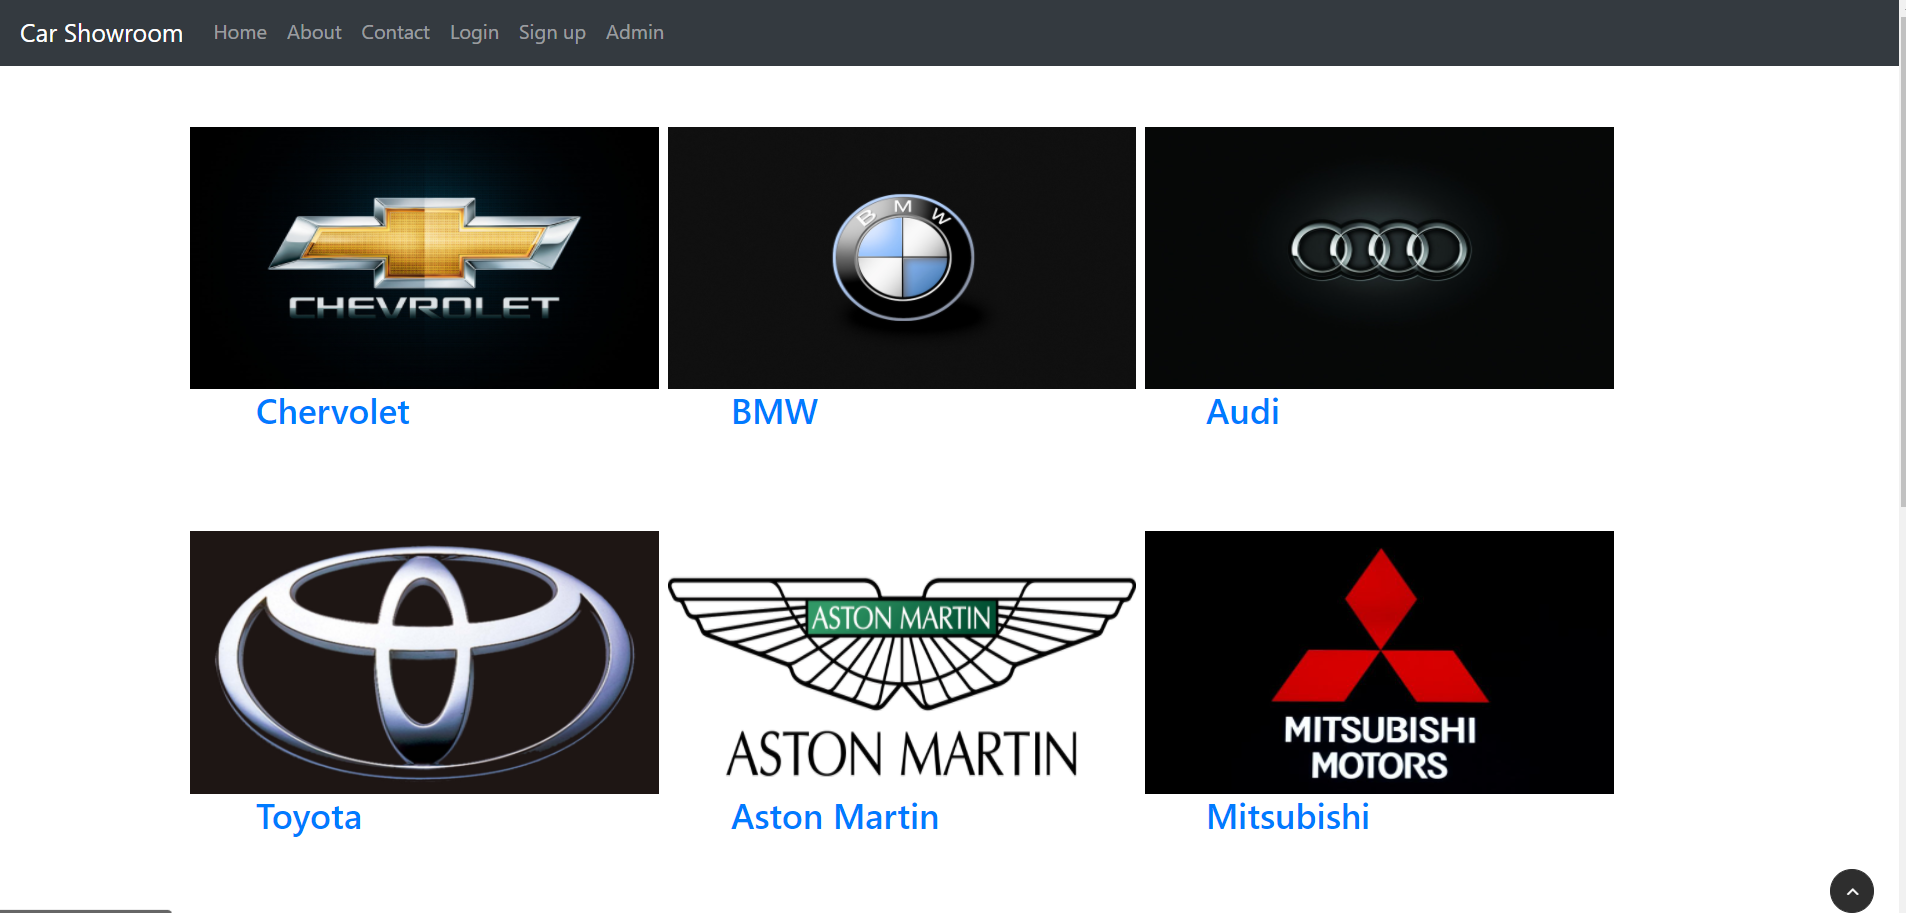 Car Showroom Home About Contact Login Sign up Admin
CHEVROLET
BMW
Chervolet BMW Audi
ASTON MARTIN
ASTON MARTIN
MITSUBISHI
MOTORS
Toyota Aston Martin Mitsubishi